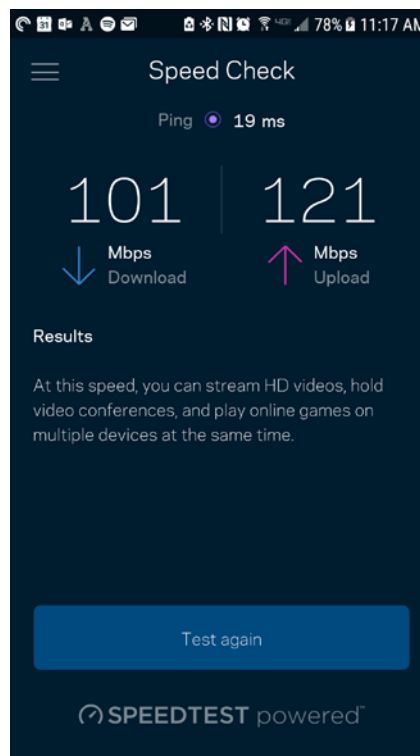 31 78% 11:17 AM
Speed Check
Ping 19 ms
101 121
Mbps Mbps
Download Upload
Results
At this speed, you can stream HD videos, hold
video conferences, and play online games on
multiple devices at the same time.
Test again
SPEEDTEST powered™